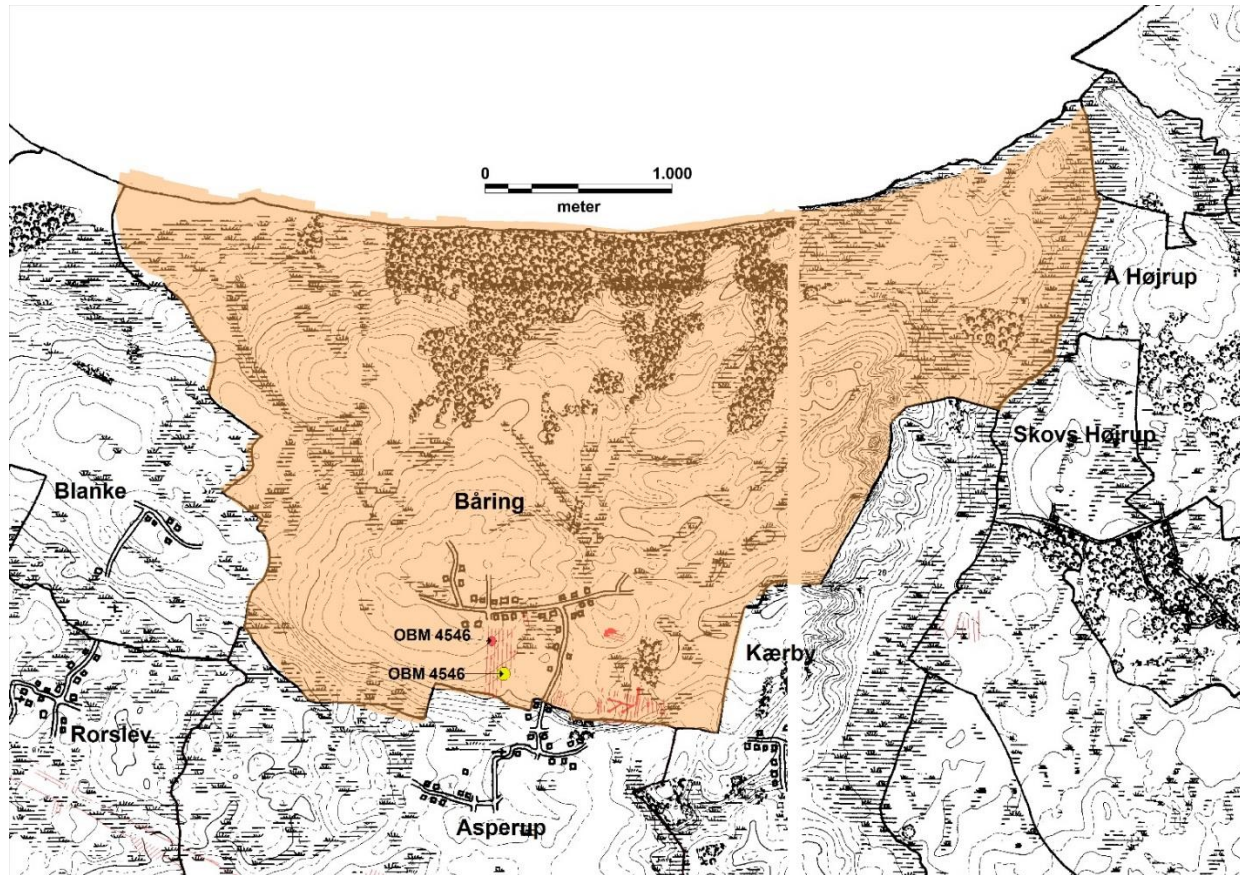 0 1.000
meter
Å Højrup
Skovs Højrup
Blanke
Båring
OBM 4546
Kærby
OBM 4546
Rorslev
Asperup